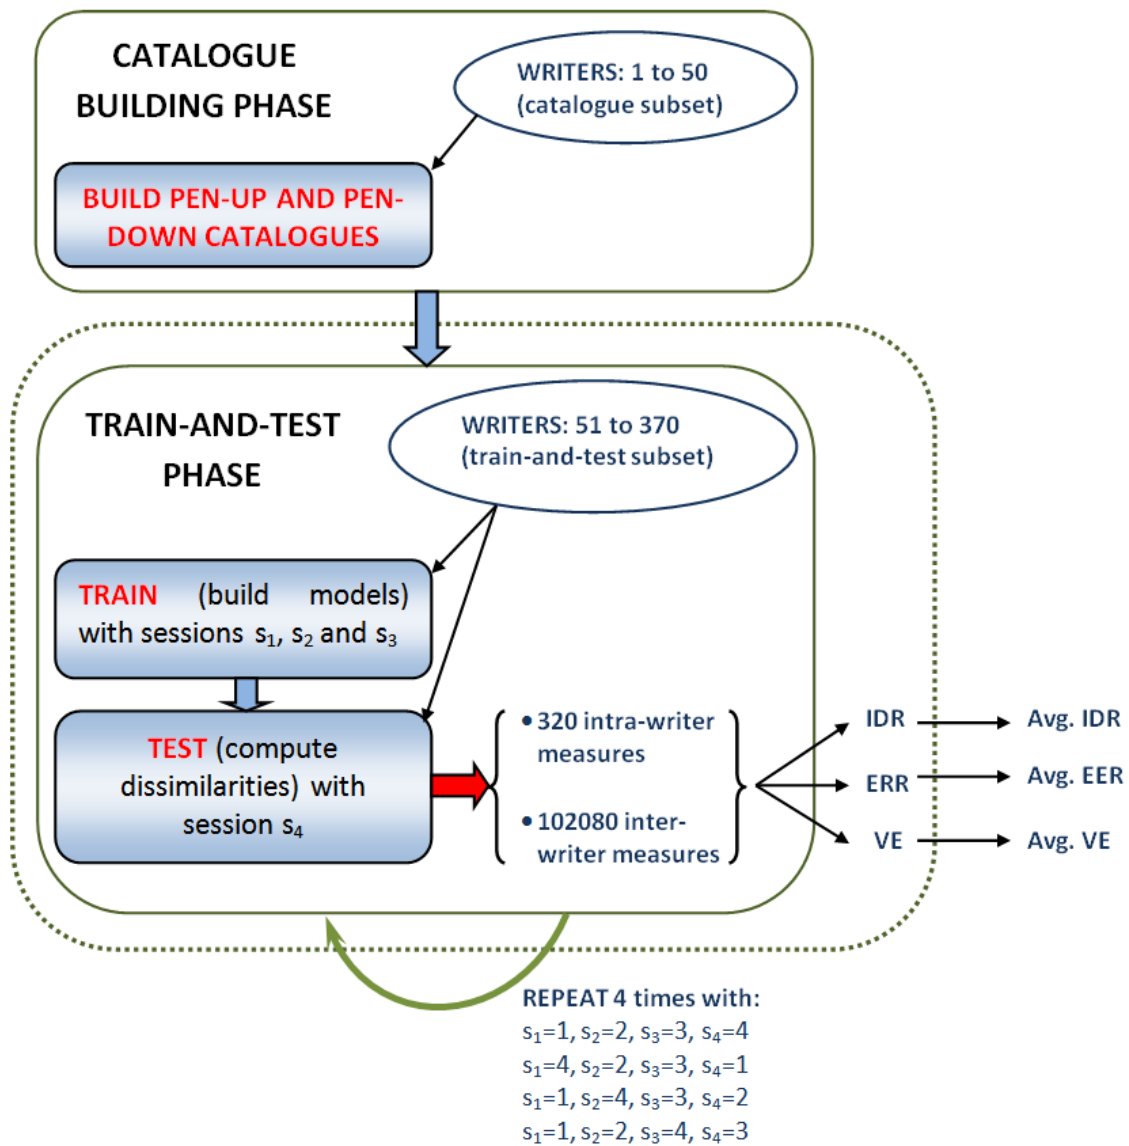 CATALOGUE
BUILDING PHASE
WRITERS: 1 to 50
(catalogue subset)
BUILD PEN-UP AND PEN-
DOWN CATALOGUES
TRAIN-AND-TEST
PHASE
WRITERS: 51 to 370
(train-and-test subset)
TRAIN (build models)
with sessions s₁, s₂ and s₃
TEST (compute
dissimilarities) with
session s₄
• 320 intra-writer
measures
• 102080 inter-
writer measures
IDR
Avg. IDR
ERR
Avg. EER
VE
Avg. VE
REPEAT 4 times with:
s₁=1, s₂=2, s₃=3, s₄=4
s₁=4, s₂=2, s₃=3, s₄=1
s₁=1, s₂=4, s₃=3, s₄=2
s₁=1, s₂=2, s₃=4, s₄=3